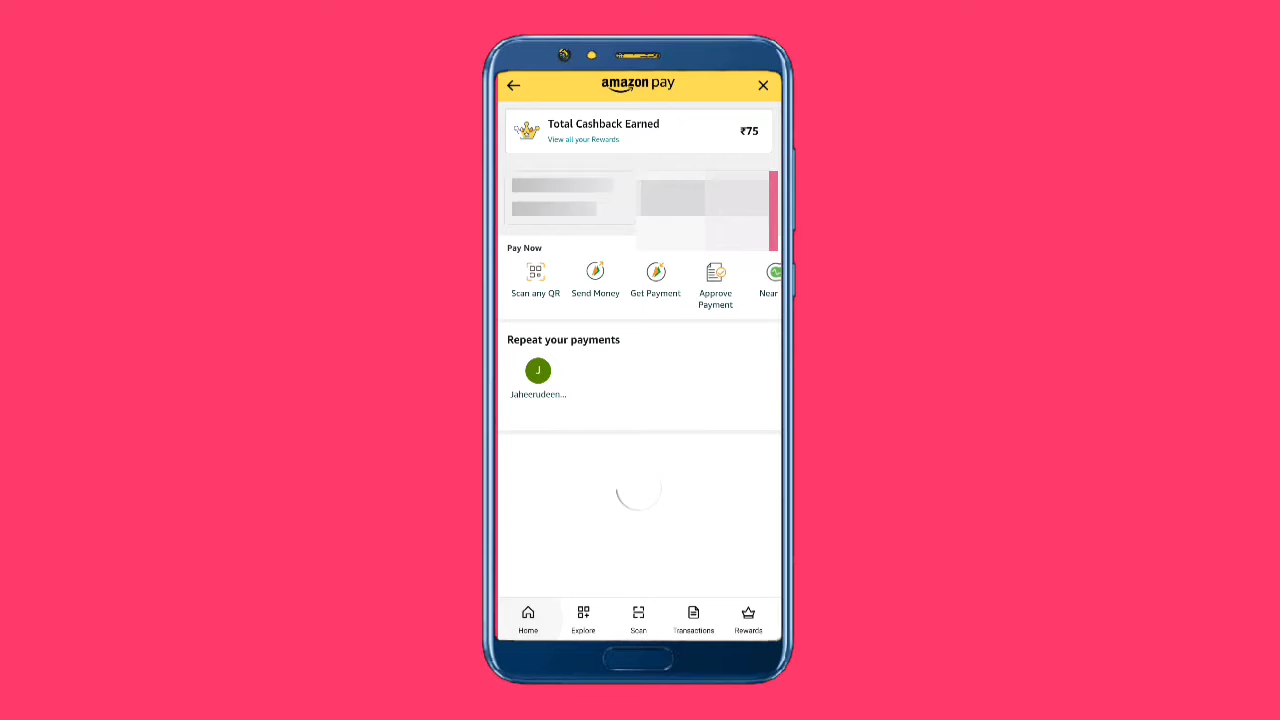 amazon pay
Total Cashback Earned
₹75
View all your Rewards
Pay Now
Scan any QR
Send Money
Get Payment
Approve
Payment
Near
Repeat your payments
J
Jaheerudeen...
Home
Explore
Scan
Transactions
Rewards